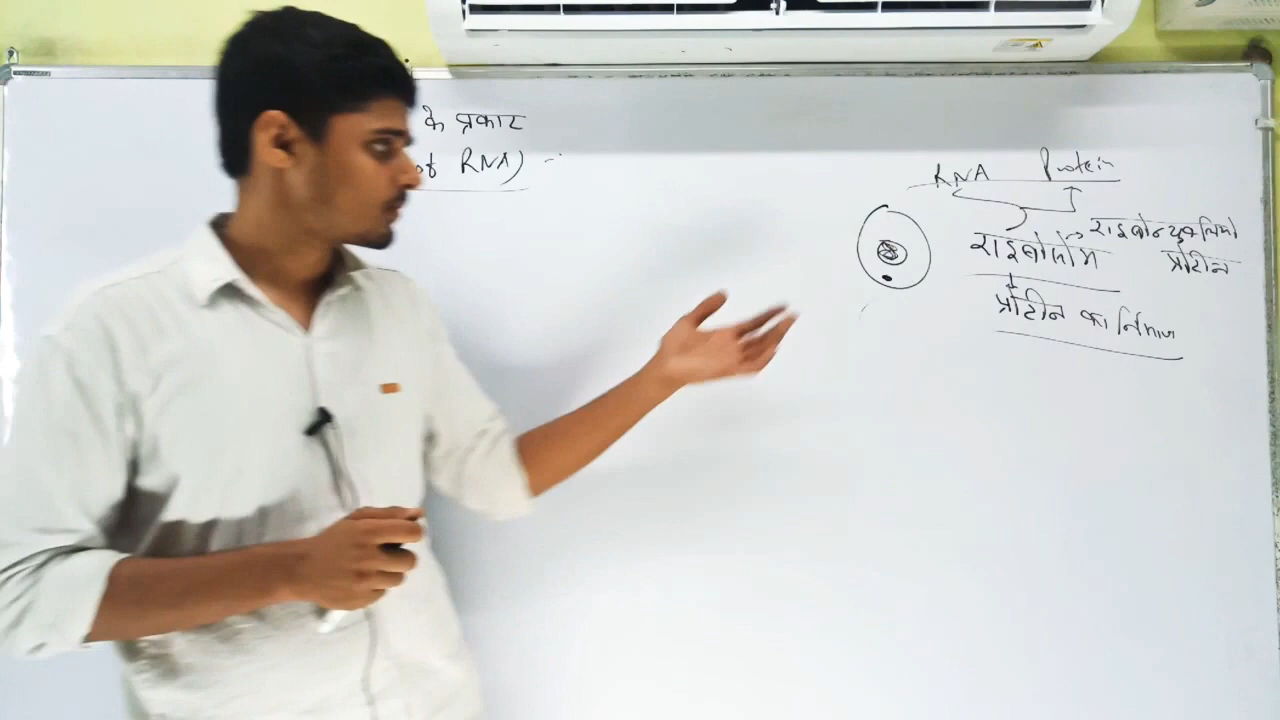 के प्रकार
of RNA) :-
RNA Protein
राइबोन्युक्लियो
प्रोटीन
राइबोजोम
प्रोटीन का निर्माण